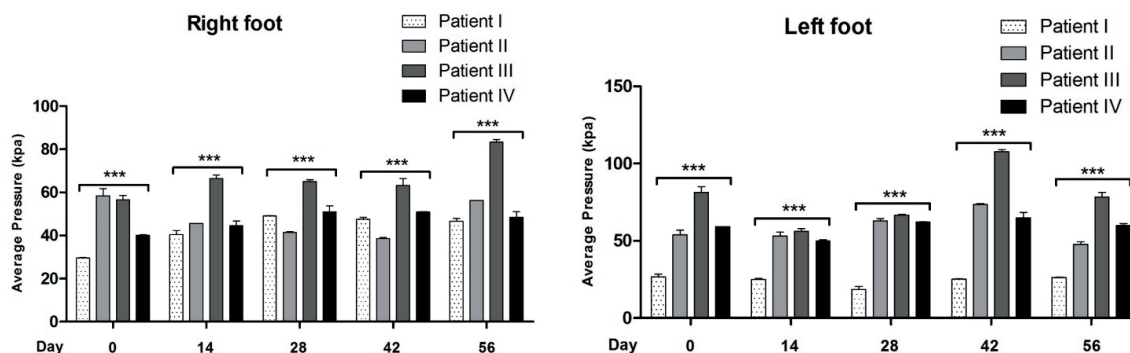 Right foot
Patient I
Patient II
Patient III
Patient IV
Average Pressure (kpa)
100
80
60
40
20
0
***
***
***
***
***
Day
0
14
28
42
56
Left foot
Patient I
Patient II
Patient III
Patient IV
Average Pressure (kpa)
150
100
50
0
***
***
***
***
***
Day
0
14
28
42
56